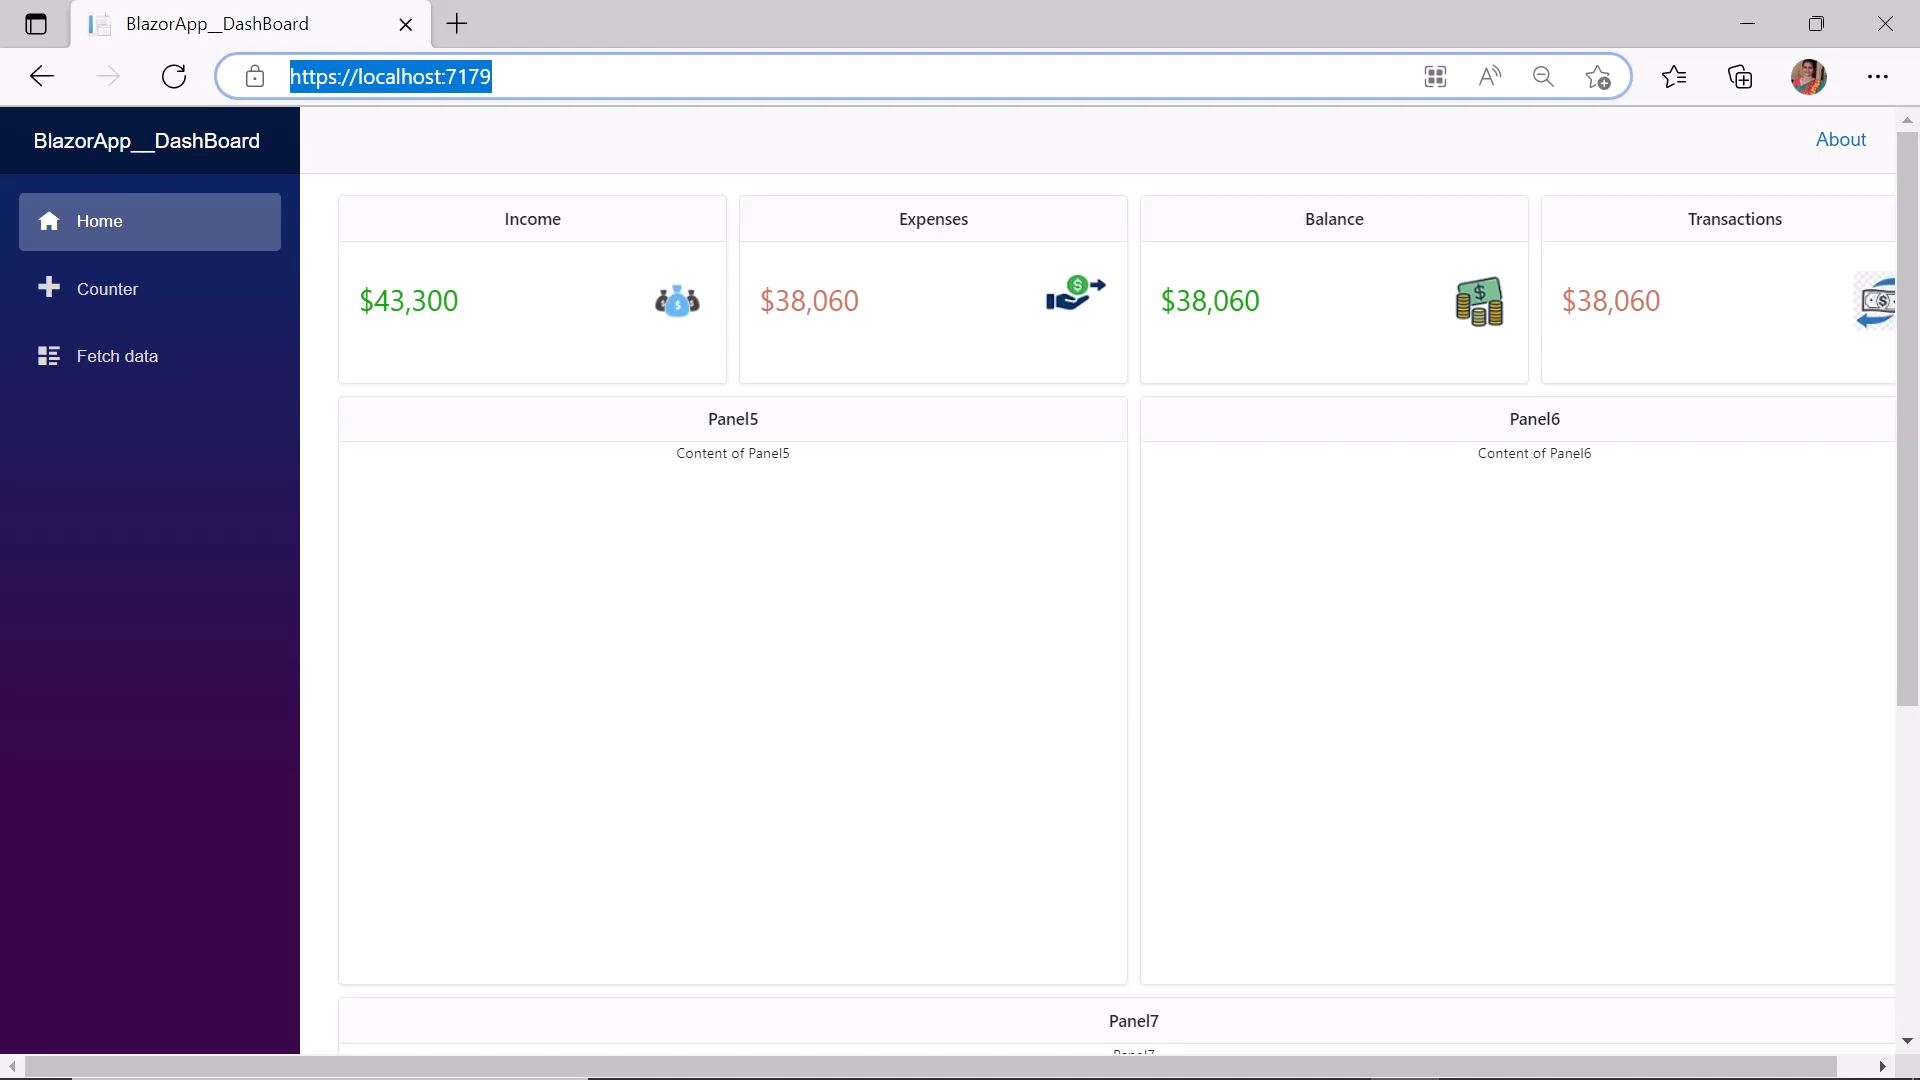 BlazorApp__DashBoard
https://localhost:7179
BlazorApp__DashBoard
About
Home
Counter
Fetch data
Income
Expenses
Balance
Transactions
$43,300
$38,060
$38,060
$38,060
Panel5
Panel6
Content of Panel5
Content of Panel6
Panel7